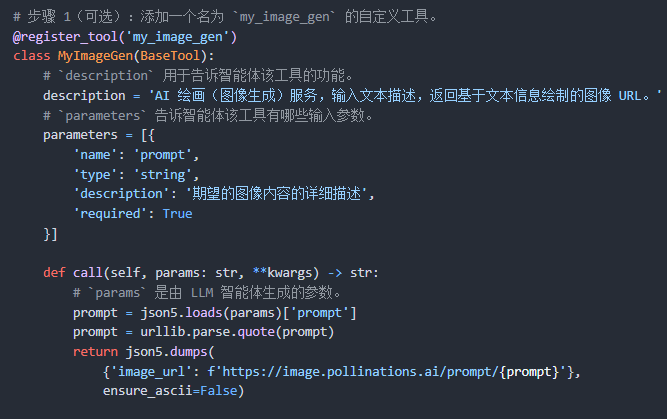 # 步骤 1（可选）：添加一个名为 `my_image_gen` 的自定义工具。
@register_tool('my_image_gen')
class MyImageGen(BaseTool):
    # `description` 用于告诉智能体该工具的功能。
    description = 'AI 绘画（图像生成）服务，输入文本描述，返回基于文本信息绘制的图像 URL。'
    # `parameters` 告诉智能体该工具有哪些输入参数。
    parameters = [{
        'name': 'prompt',
        'type': 'string',
        'description': '期望的图像内容的详细描述',
        'required': True
    }]

    def call(self, params: str, **kwargs) -> str:
        # `params` 是由 LLM 智能体生成的参数。
        prompt = json5.loads(params)['prompt']
        prompt = urllib.parse.quote(prompt)
        return json5.dumps(
            {'image_url': f'https://image.pollinations.ai/prompt/{prompt}'},
            ensure_ascii=False)